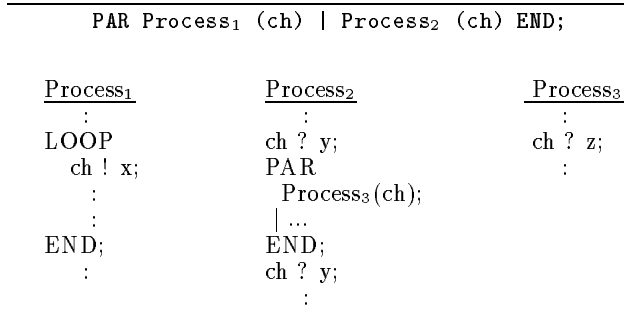 PAR Process₁ (ch) | Process₂ (ch) END;
Process₁
:
LOOP
ch ! x;
:
:
END;
:
Process₂
:
ch ? y;
PAR
Process₃(ch);
| ...
END;
ch ? y;
:
Process₃
:
ch ? z;
: